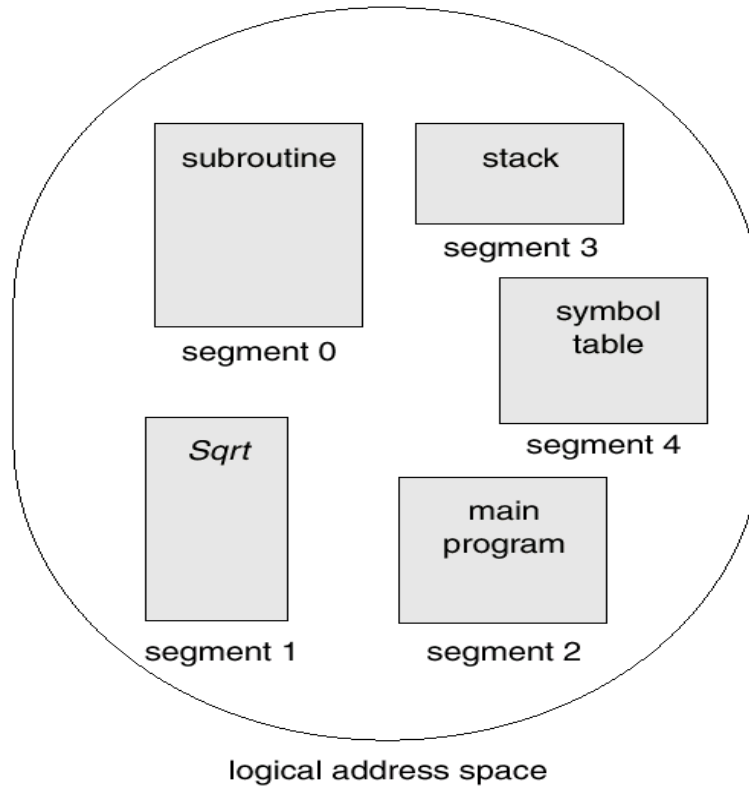 subroutine
segment 0
stack
segment 3
symbol
table
segment 4
Sqrt
segment 1
main
program
segment 2
logical address space